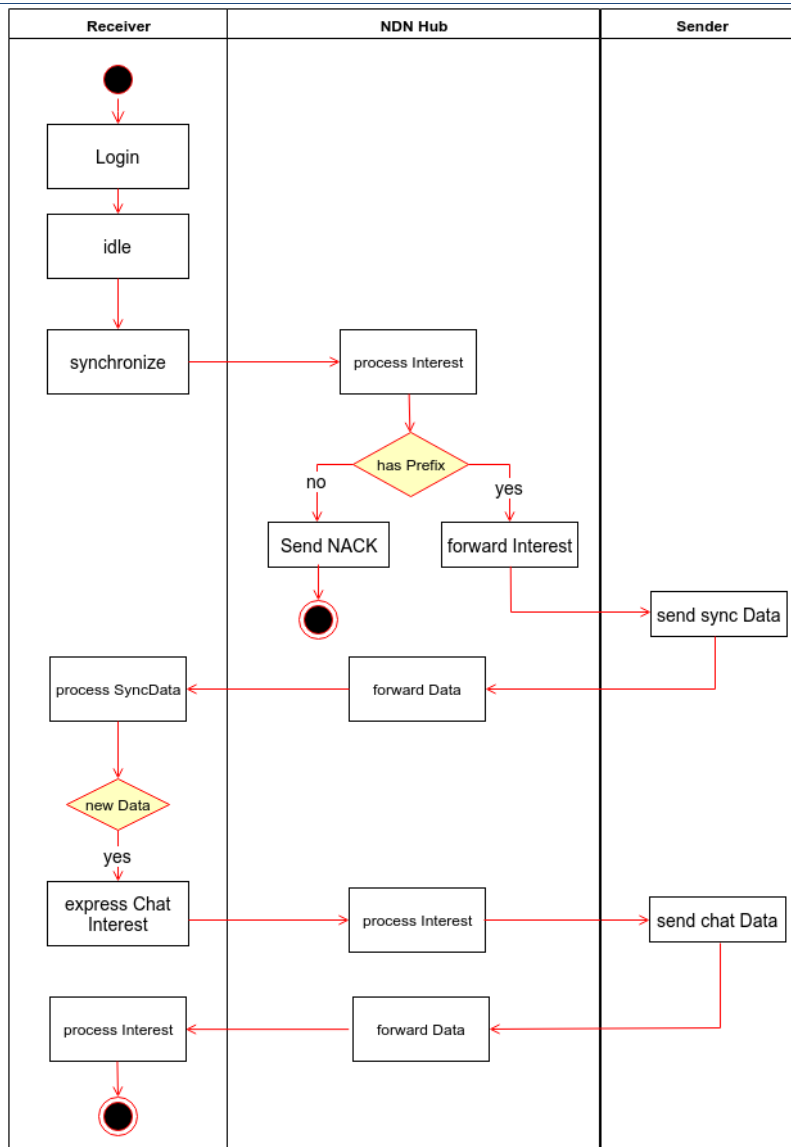 Receiver
NDN Hub
Sender
Login
idle
synchronize
process Interest
has Prefix
no
yes
Send NACK
forward Interest
send sync Data
process SyncData
forward Data
new Data
yes
express Chat
Interest
process Interest
send chat Data
process Interest
forward Data